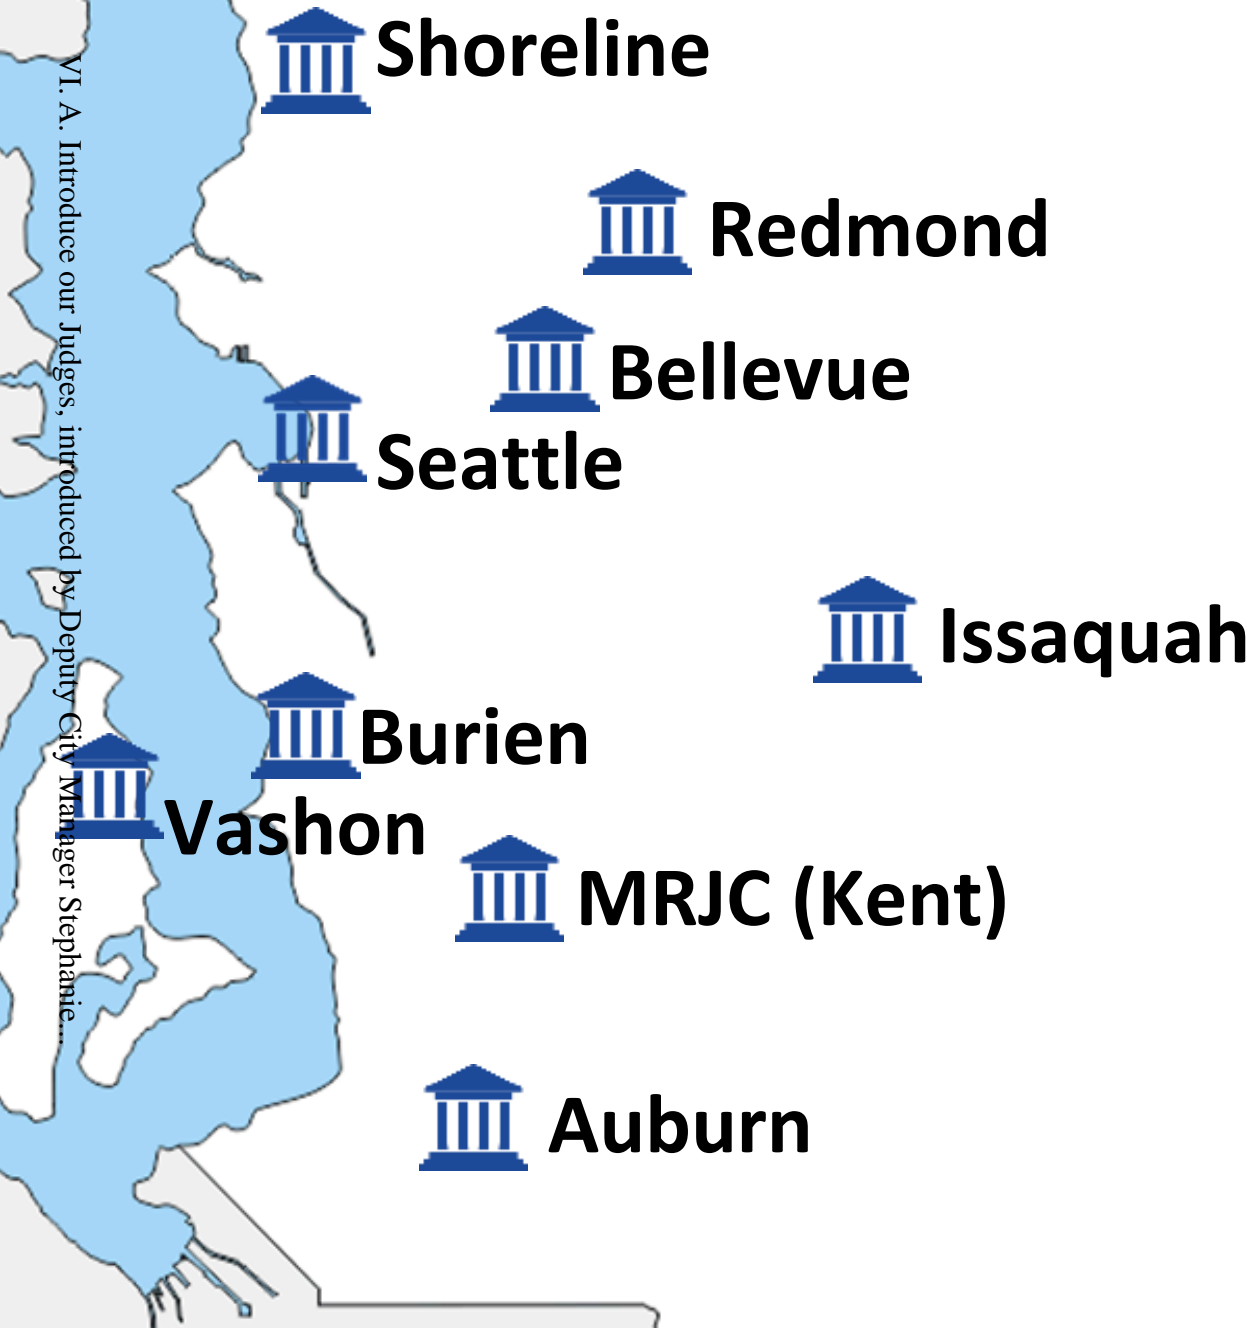 Shoreline
Redmond
Bellevue
Seattle
Issaquah
Burien
Vashon
MRJC (Kent)
Auburn
VI. A. Introduce our Judges, introduced by Deputy City Manager Stephanie...